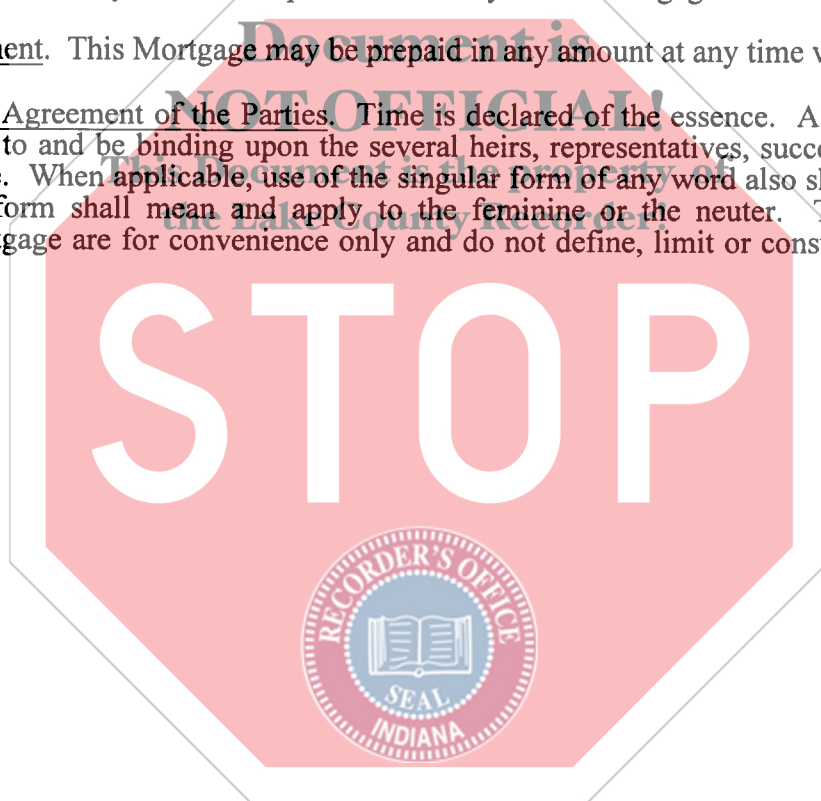 ent. This Mortgage may be prepaid in any amount at any time
Document is
Agreement of the Parties. Time is declared of the essence. A
NOT OFFICIAL!
to and be binding upon the several heirs, representatives, succ
This Document is the property of
. When applicable, use of the singular form of any word also s
form shall mean and apply to the feminine or the neuter. T
the Lake County Recorder!
gage are for convenience only and do not define, limit or cons
STOP
RECORDER'S OFFICE
SEAL
INDIANA